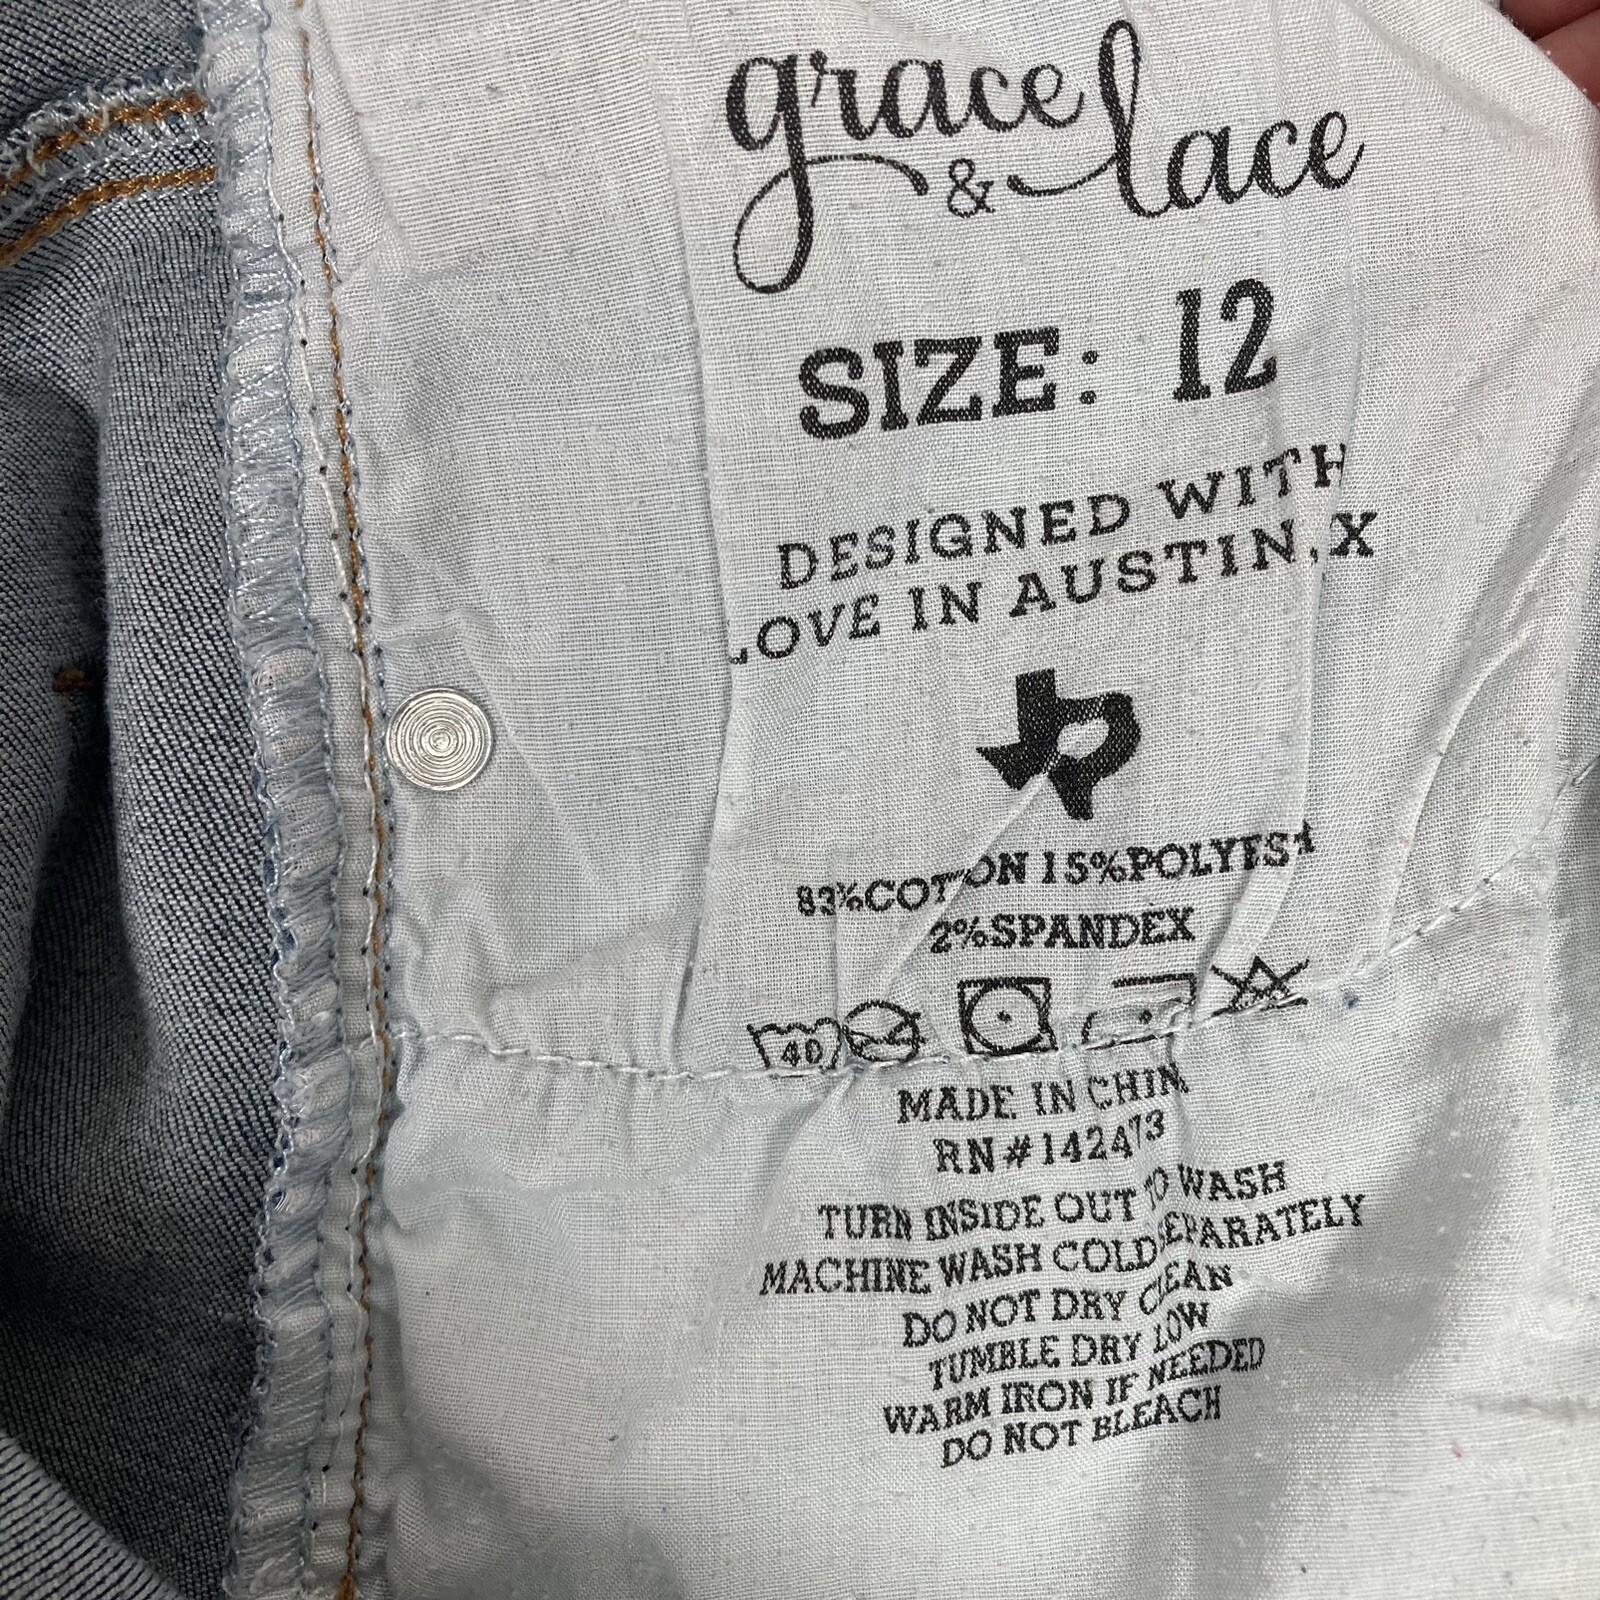 grace & lace
SIZE: 12
DESIGNED WITH
LOVE IN AUSTIN, X
83%COTTON 15%POLYEST
2%SPANDEX
40
MADE IN CHIN
RN#142473
TURN INSIDE OUT TO WASH
MACHINE WASH COLD SEPARATELY
DO NOT DRY CLEAN
TUMBLE DRY LOW
WARM IRON IF NEEDED
DO NOT BLEACH